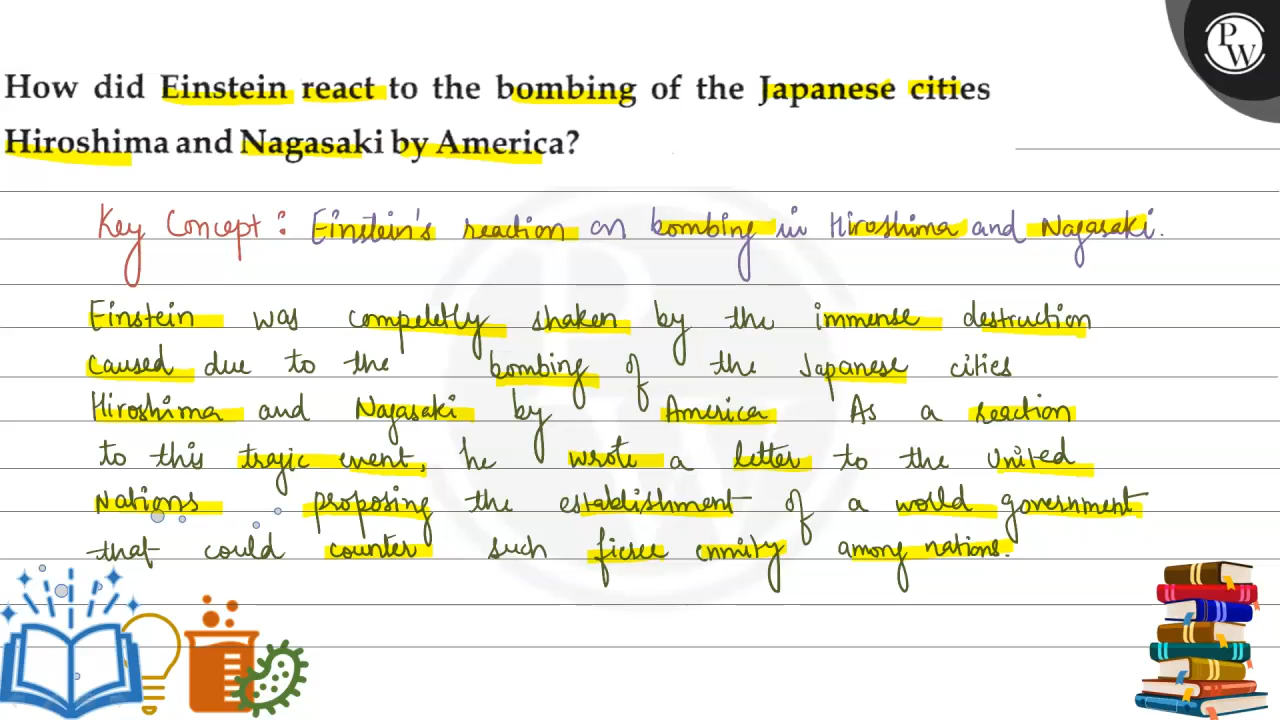 How did Einstein react to the bombing of the Japanese cities
Hiroshima and Nagasaki by America?
Key Concept: Einstein's reaction on bombing in Hiroshima and Nagasaki.
Einstein was compeletly shaken by the immense destruction
caused due to the bombing of the Japanese cities
Hiroshima and Nagasaki by America As a reaction
to this tragic event, he wrote a letter to the United
Nations proposing the establishment of a world government
that could counter such fierce enmity among nations.
PW
PW